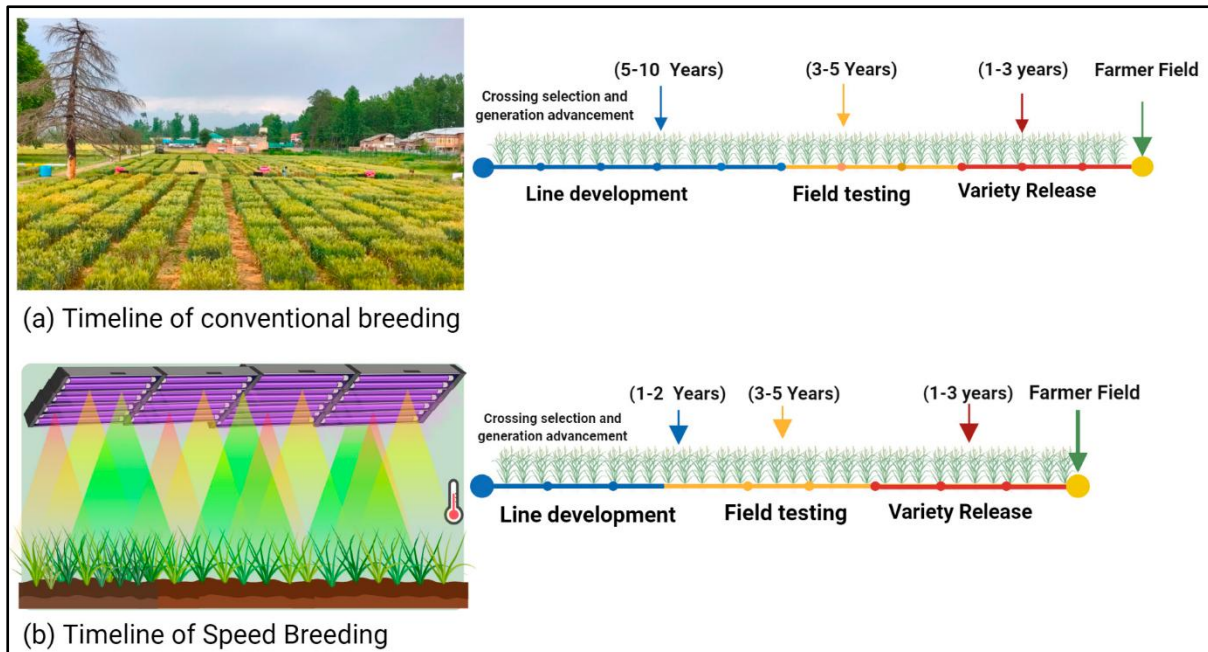 (5-10 Years)
(3-5 Years)
(1-3 years)
Farmer Field
Crossing selection and
generation advancement
Line development
Field testing
Variety Release
(a) Timeline of conventional breeding
(1-2 Years)
(3-5 Years)
(1-3 years)
Farmer Field
Crossing selection and
generation advancement
Line development
Field testing
Variety Release
(b) Timeline of Speed Breeding